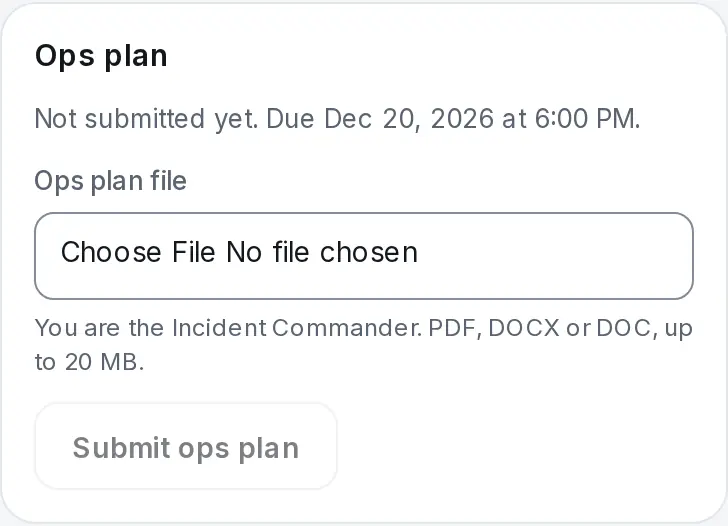 Ops plan
Not submitted yet. Due Dec 20, 2026 at 6:00 PM.
Ops plan file
Choose File No file chosen
You are the Incident Commander. PDF, DOCX or DOC, up
to 20 MB.
Submit ops plan